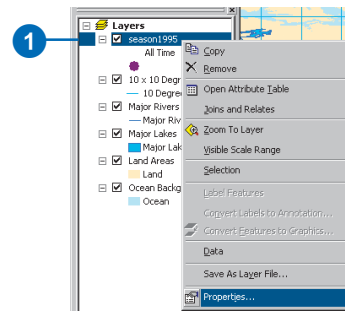 Layers
1
season1995
All Time
10 x 10 Degr
10 Degree
Major Rivers
Major Riv
Major Lakes
Major Lak
Land Areas
Land
Ocean Backg
Ocean
Copy
Remove
Open Attribute Table
Joins and Relates
Zoom To Layer
Visible Scale Range
Selection
Label Features
Convert Labels to Annotation...
Convert Features to Graphics...
Data
Save As Layer File...
Properties...